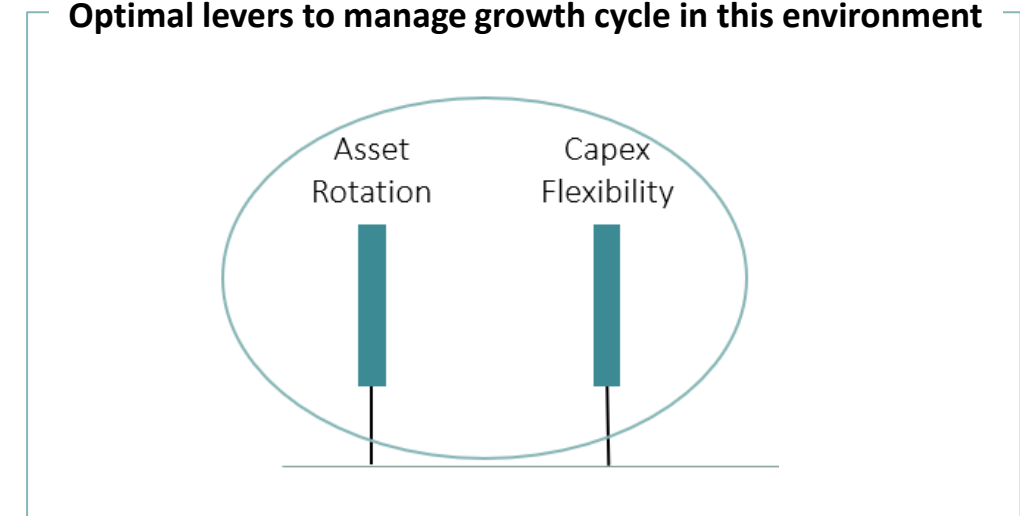 Optimal levers to manage growth cycle in this environment
Asset
Rotation
Capex
Flexibility